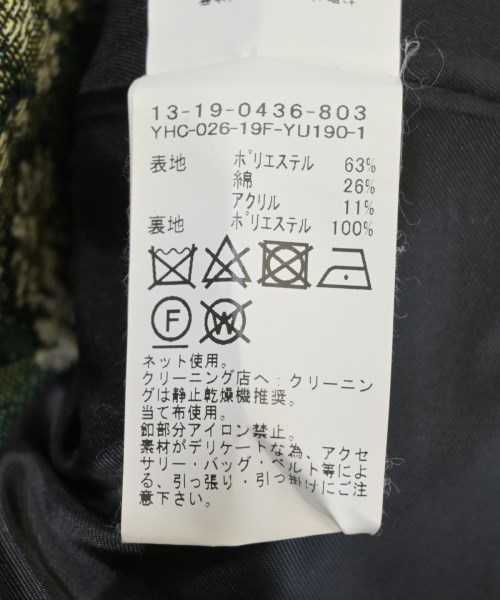 13-19-0436-803
YHC-026-19F-YU190-1
表地 ポリエステル 63%
綿 26%
アクリル 11%
裏地 ポリエステル 100%
F W
ネット使用。
クリーニング店へ:クリーニン
グは静止乾燥機推奨。
当て布使用。
釦部分アイロン禁止。
素材がデリケートな為、アクセ
サリー・バッグ・ベルト等によ
る、引っ張り・引っ掛けにご注
意下さい。